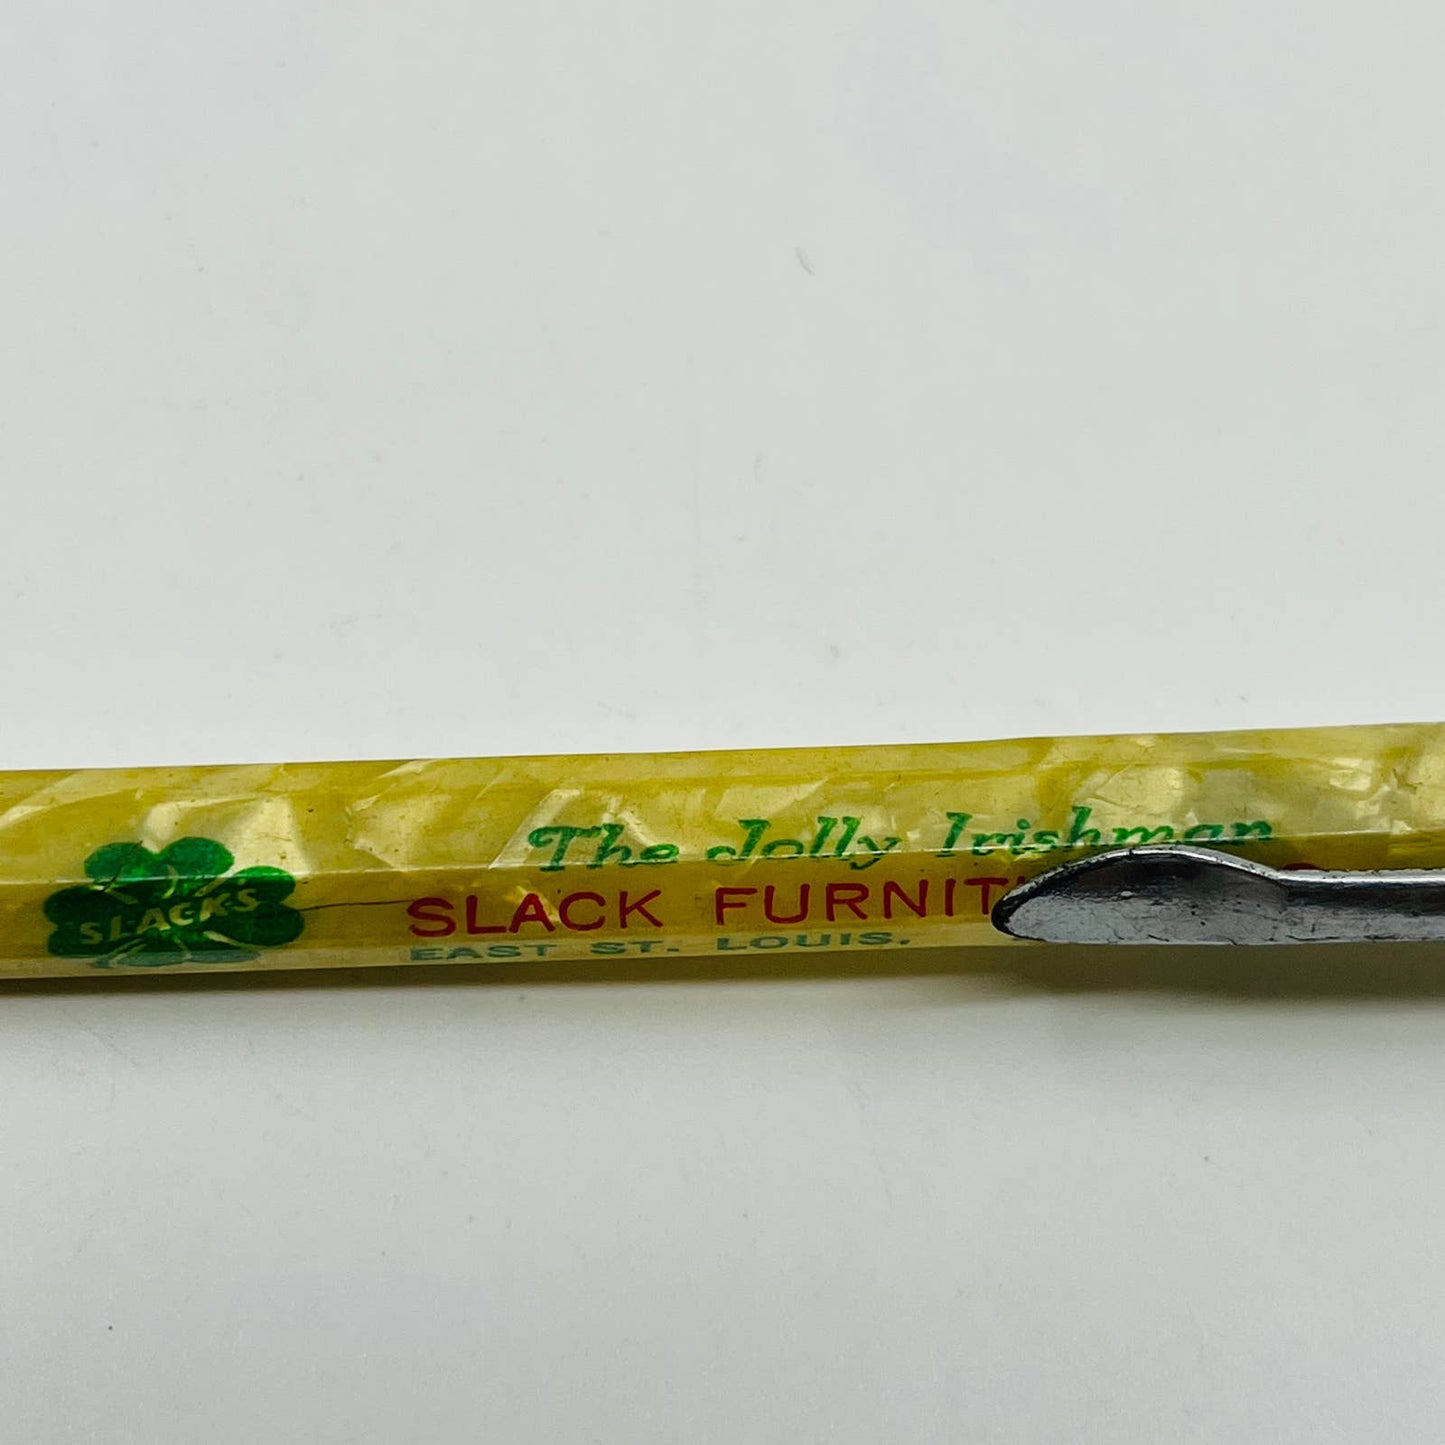 SLACKS
The Jolly Irishman
SLACK FURNIT
EAST ST. LOUIS,